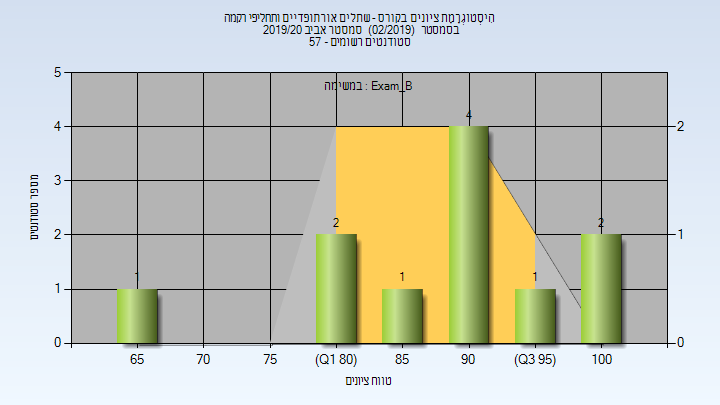 הִיסְטוֹגְרָמַת ציונים בקורס - שתלים אורתופדיים ותחליפי רקמה
בסמסטר (02/2019) סמסטר אביב 2019/20
סטודנטים רשומים - 57
במשימה : Exam_B
מספר סטודנטים
5
4
3
2
1
0
2
1
0
1
2
1
4
1
2
65
70
75
(Q1 80)
85
90
(Q3 95)
100
טווח ציונים